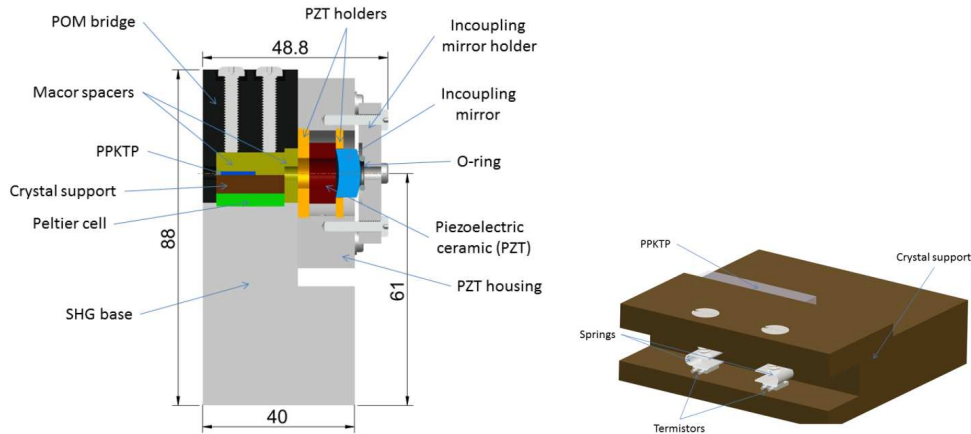 POM bridge
PZT holders
Incoupling
mirror holder
48.8
Macor spacers
Incoupling
mirror
PPKTP
O-ring
Crystal support
Peltier cell
Piezoelectric
ceramic (PZT)
88
61
PZT housing
SHG base
40
PPKTP
Crystal support
Springs
Termistors